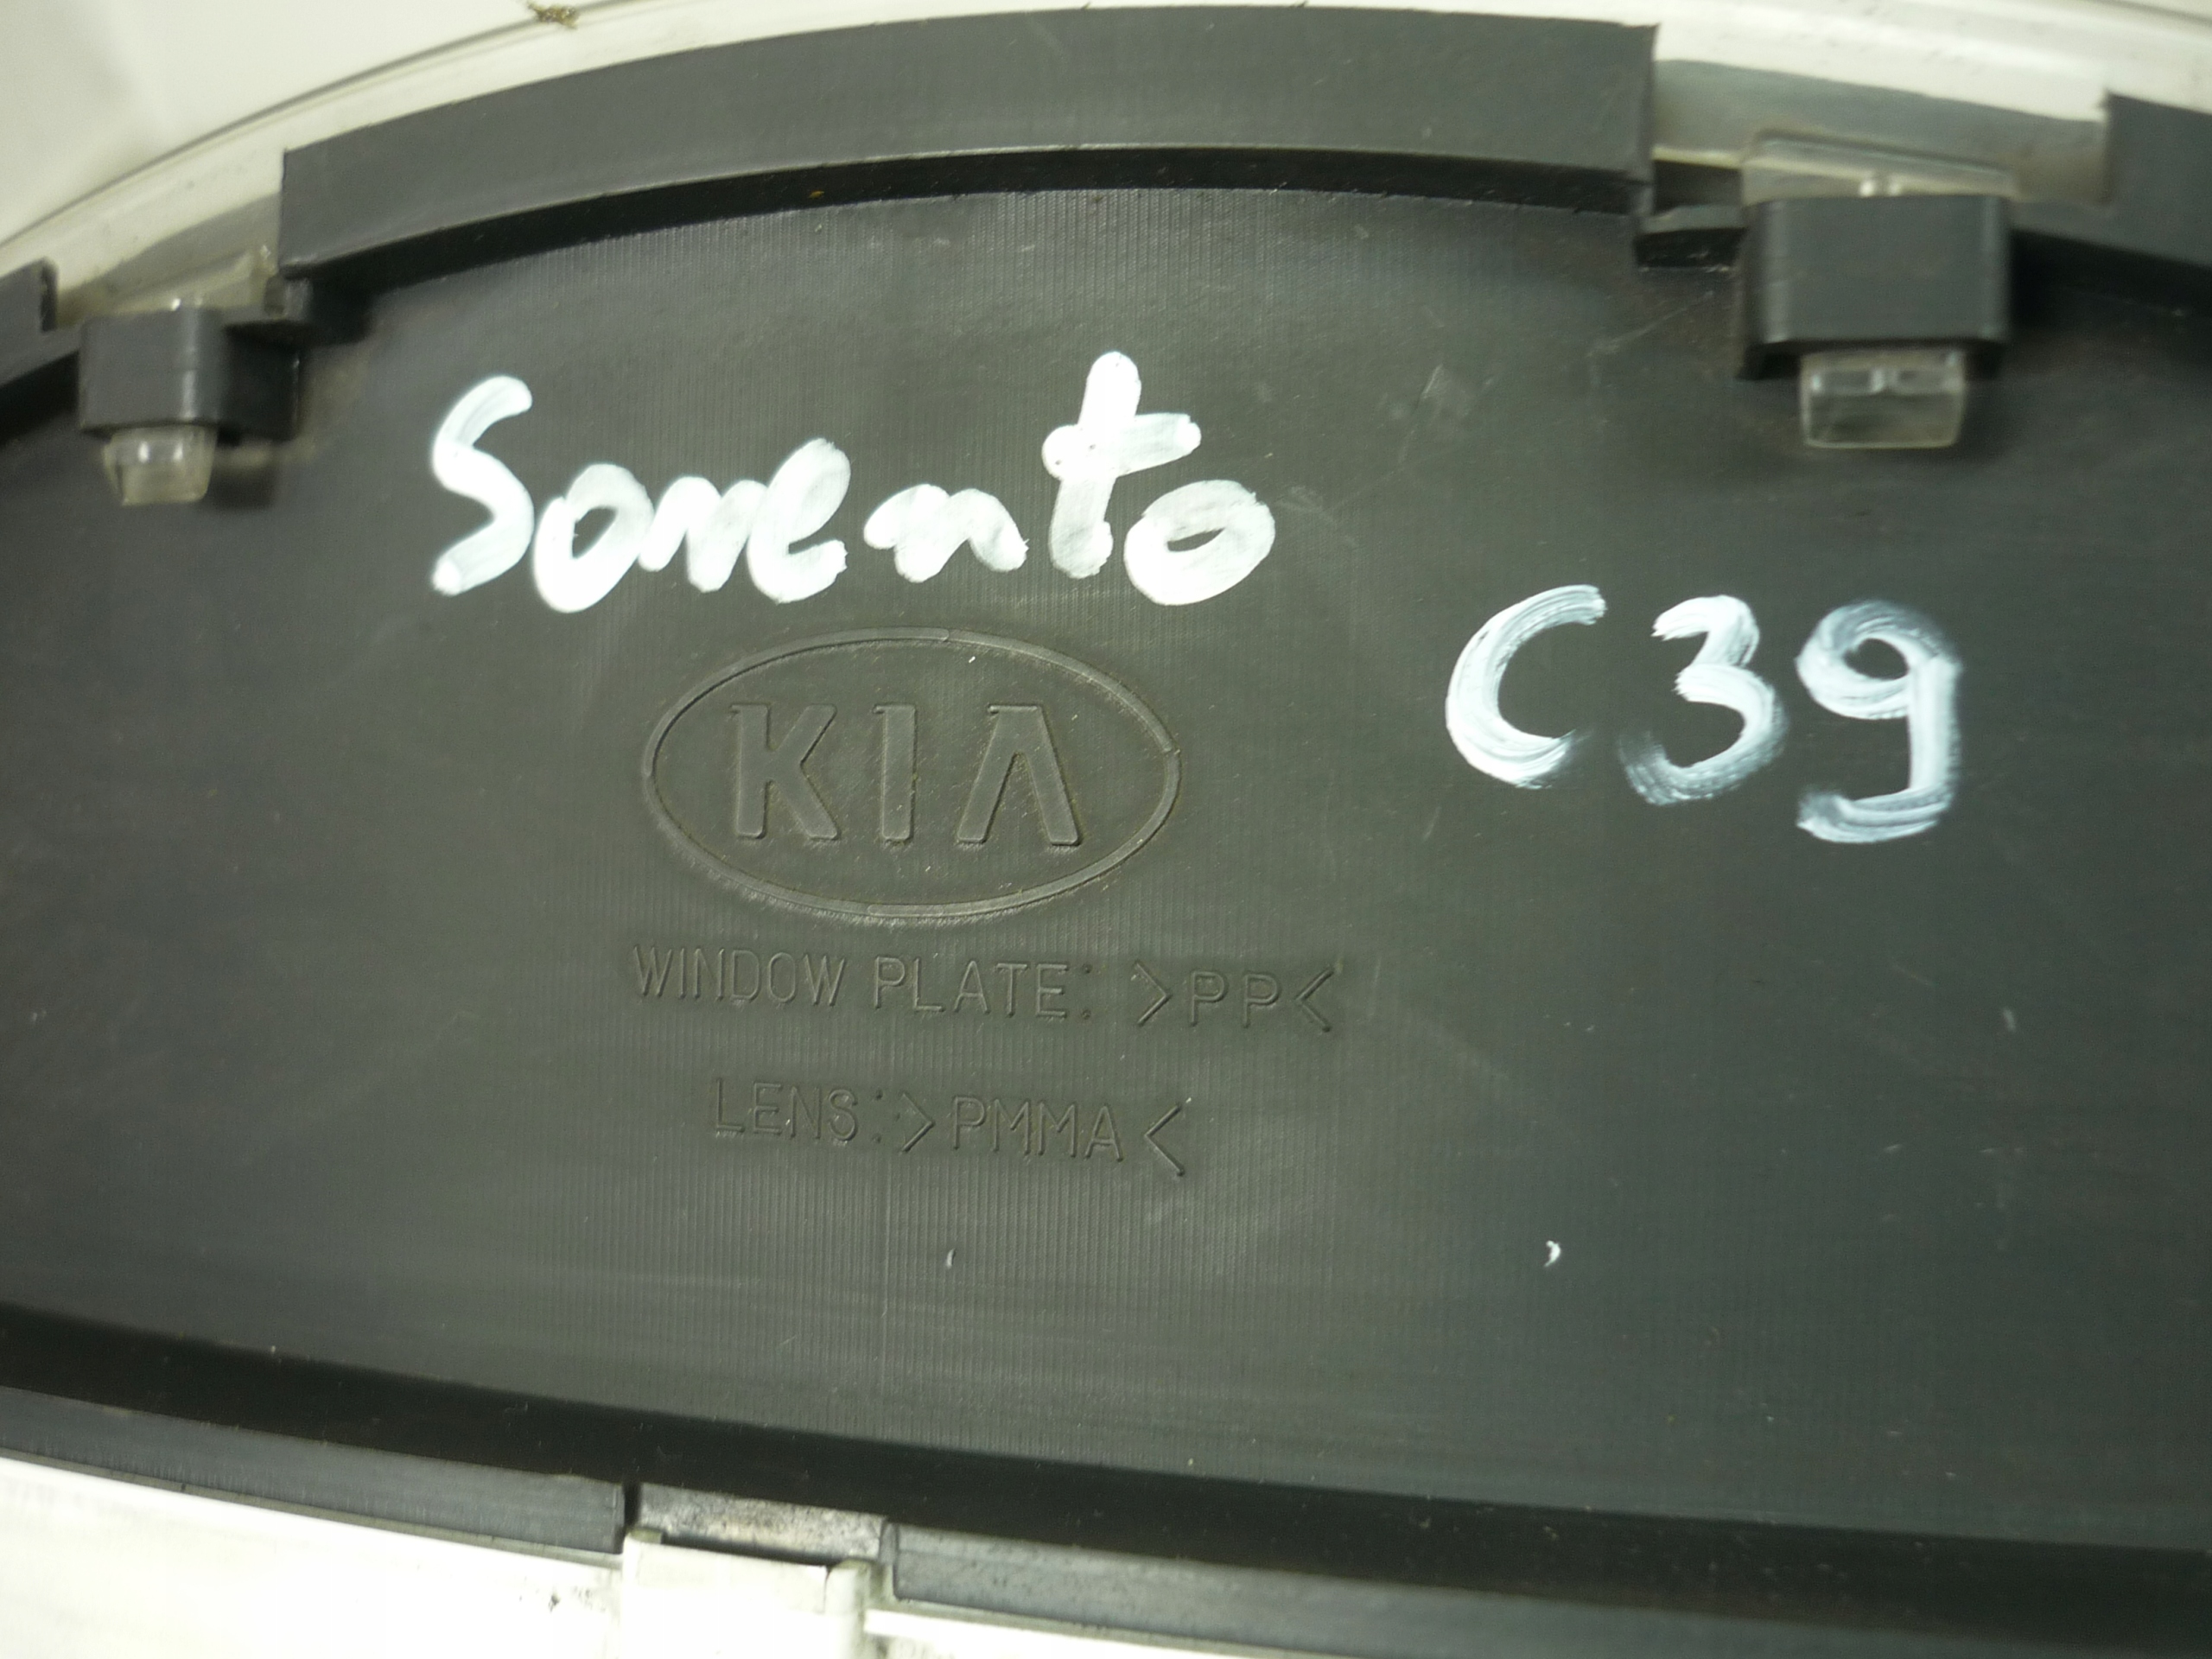 Sorento
C39
KIA
WINDOW PLATE: >PP<
LENS: >PMMA<